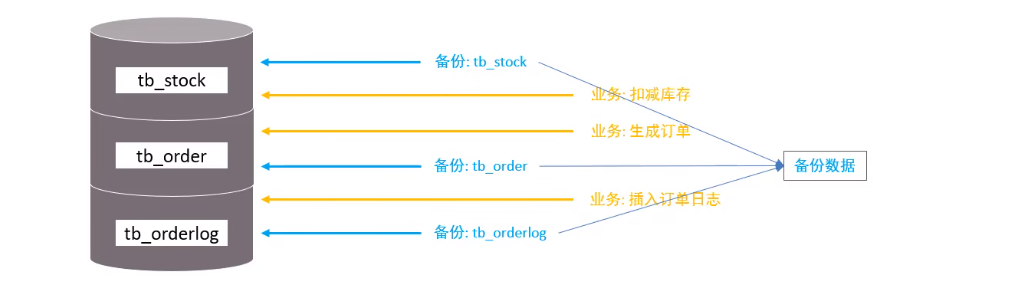 备份: tb_stock
tb_stock
业务: 扣减库存
业务: 生成订单
tb_order
备份: tb_order
备份数据
业务: 插入订单日志
tb_orderlog
备份: tb_orderlog